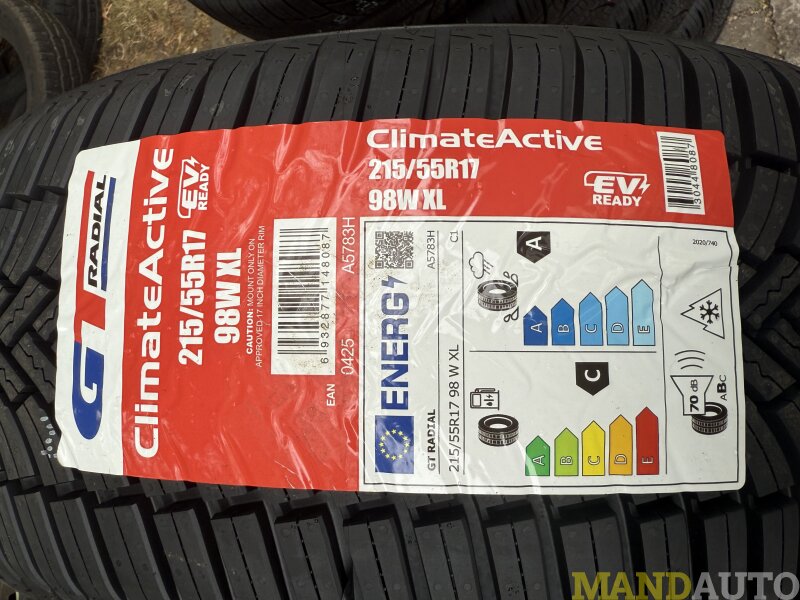 GT
RADIAL
ClimateActive
215/55R17
98W XL
EV
READY
CAUTION: MOUNT ONLY ON
APPROVED 17 INCH DIAMETER RIM
EAN
6932877148087
0425
A5783H
ClimateActive
215/55R17
98W XL
EV
READY
3044 8087
ENERG
GT RADIAL
A5783H
215/55R17 98 W XL
C1
2020/740
A
A B C D E
C
A B C D E
70 dB
ABC
MANDAUTO